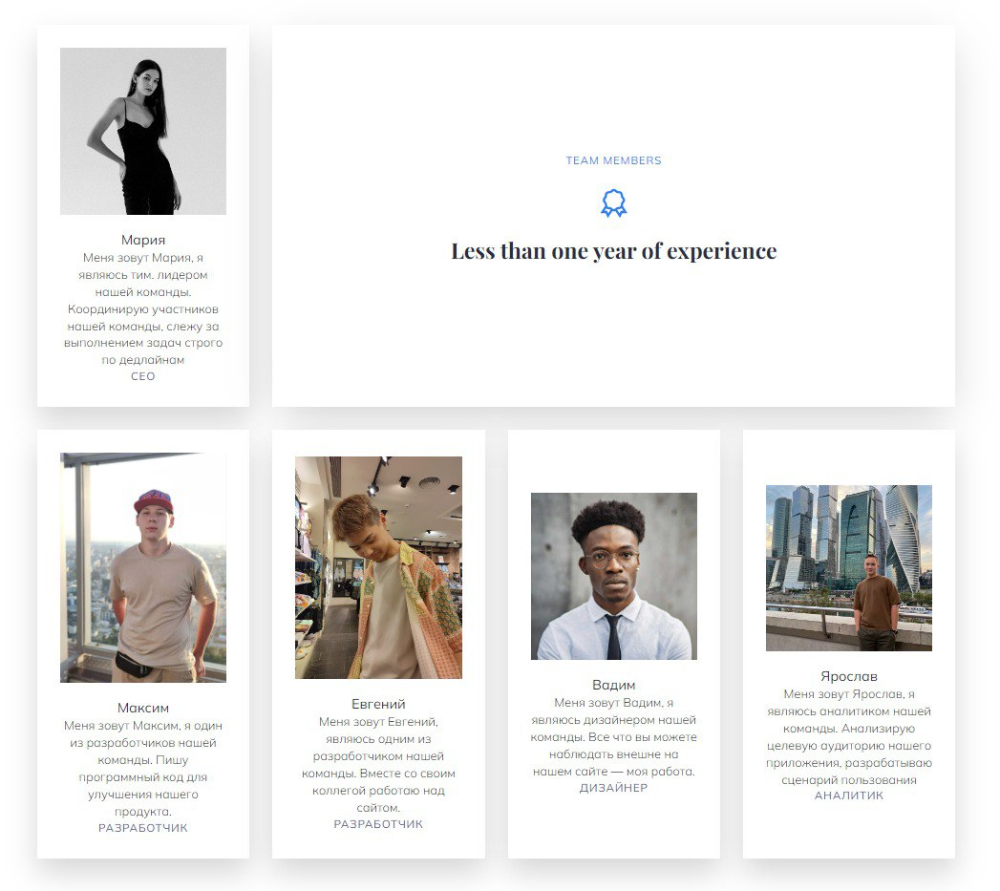 Мария
Меня зовут Мария, я
являюсь тим. лидером
нашей команды.
Координирую участников
нашей команды, слежу за
выполнением задач строго
по дедлайнам
CEO
TEAM MEMBERS
Less than one year of experience
Максим
Меня зовут Максим, я один
из разработчиков нашей
команды. Пишу
программный код для
улучшения нашего
продукта.
РАЗРАБОТЧИК
Евгений
Меня зовут Евгений,
являюсь одним из
разработчиком нашей
команды. Вместе со своим
коллегой работаю над
сайтом.
РАЗРАБОТЧИК
Вадим
Меня зовут Вадим, я
являюсь дизайнером нашей
команды. Все что вы можете
наблюдать внешне на
нашем сайте — моя работа.
ДИЗАЙНЕР
Ярослав
Меня зовут Ярослав, я
являюсь аналитиком нашей
команды. Анализирую
целевую аудиторию нашего
приложения, разрабатываю
сценарий пользования
АНАЛИТИК